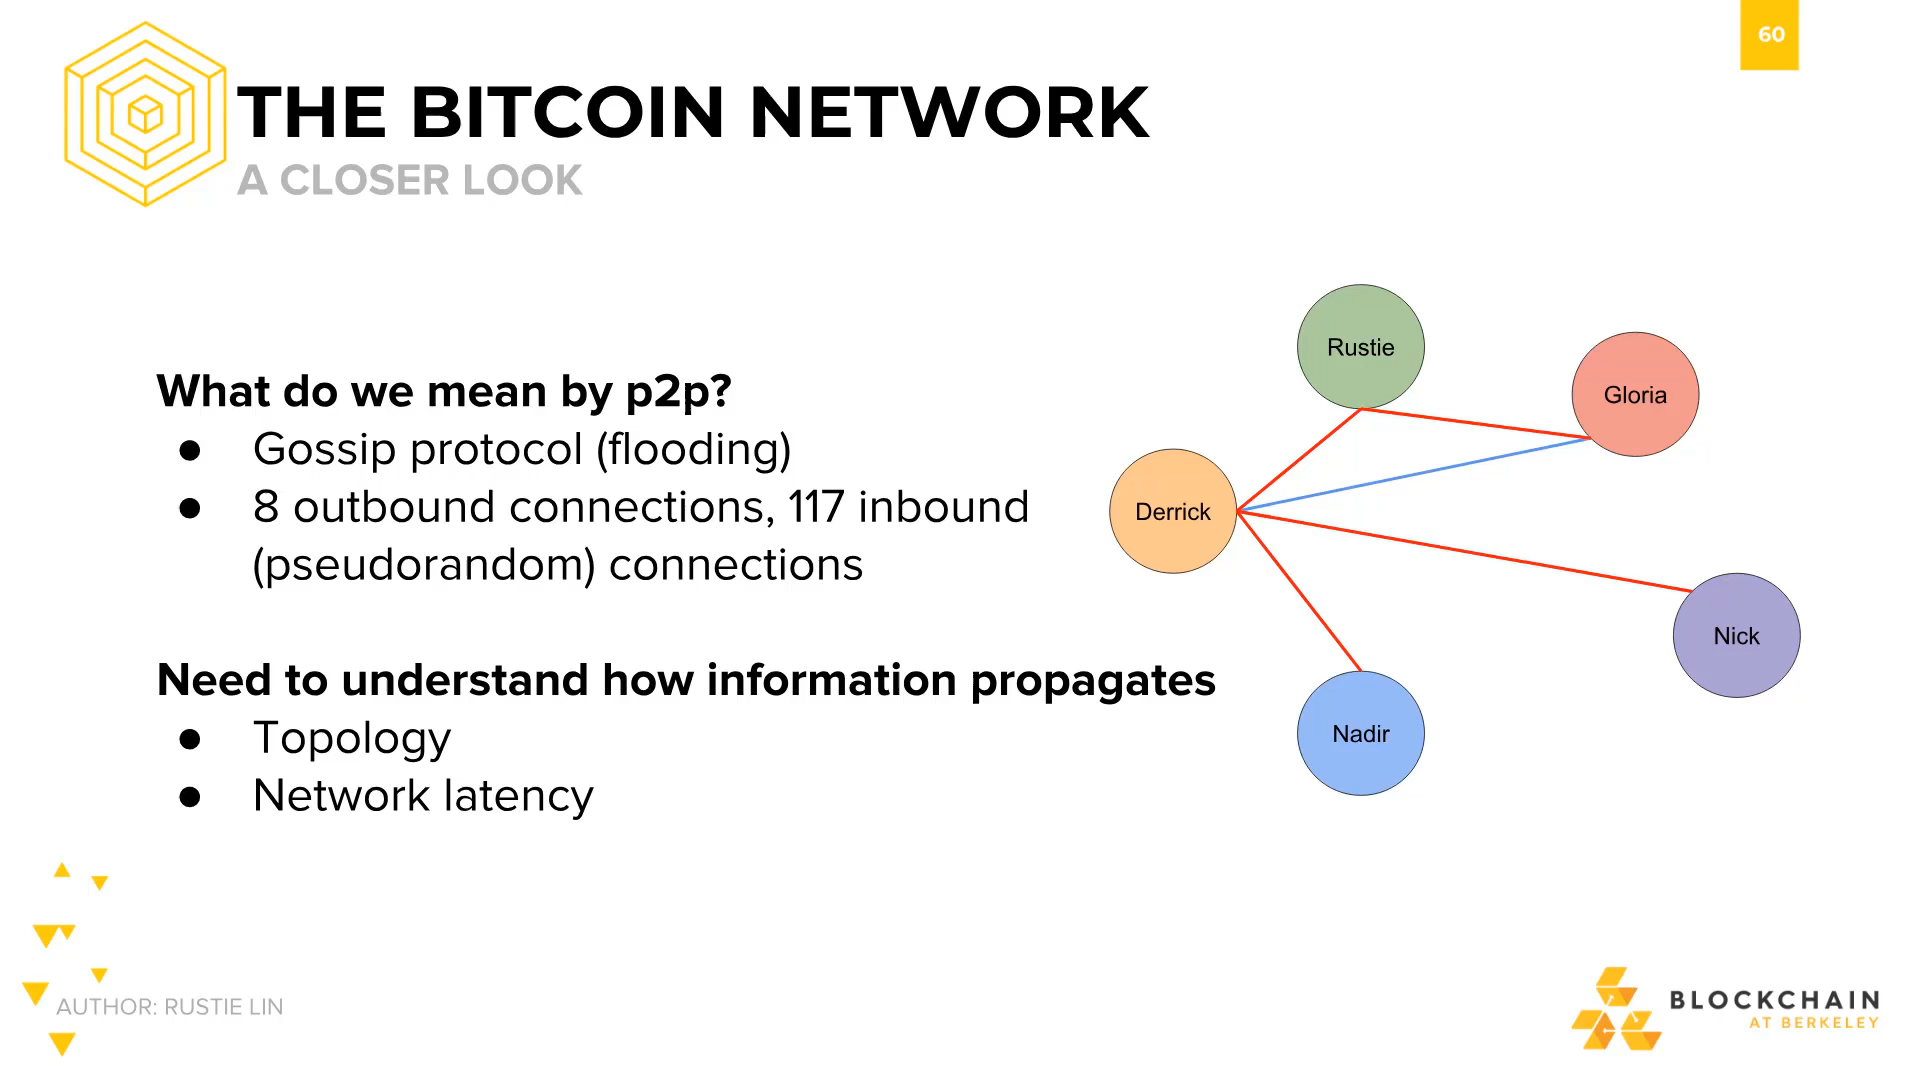 60
THE BITCOIN NETWORK
A CLOSER LOOK
What do we mean by p2p?
● Gossip protocol (flooding)
● 8 outbound connections, 117 inbound
(pseudorandom) connections
Need to understand how information propagates
● Topology
● Network latency
Rustie
Gloria
Derrick
Nick
Nadir
AUTHOR: RUSTIE LIN
BLOCKCHAIN
AT BERKELEY